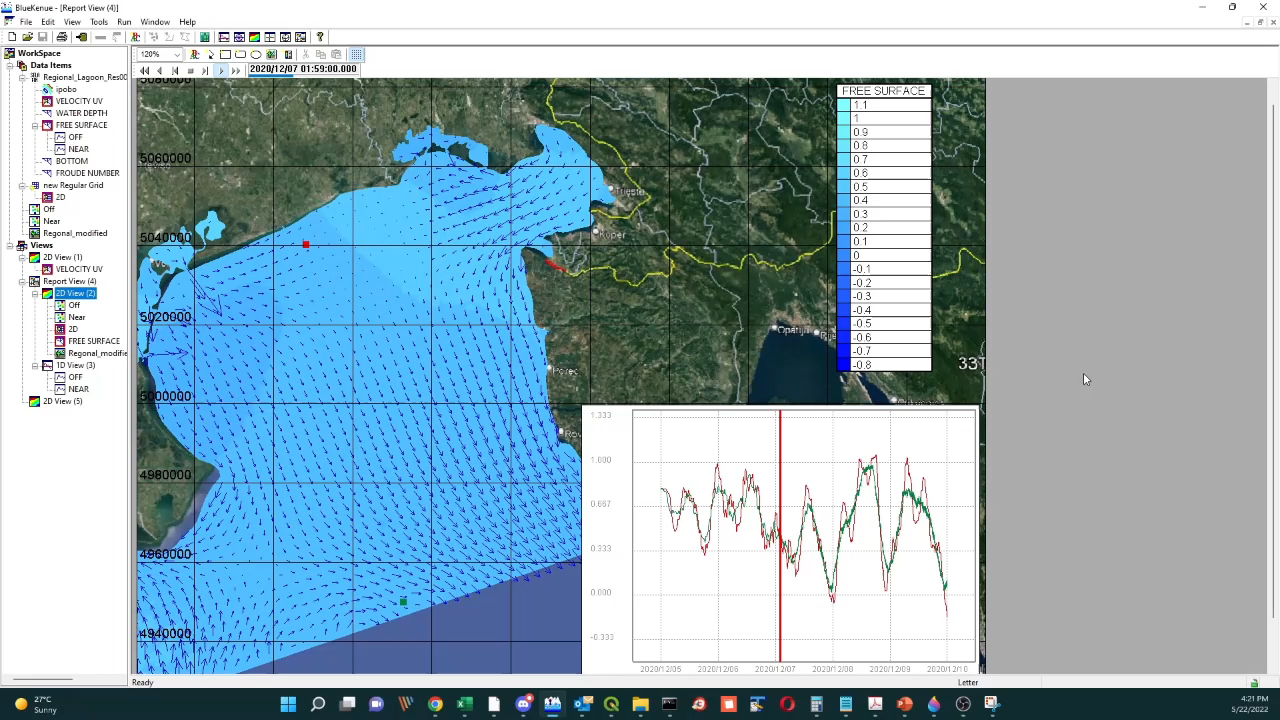 BlueKenue - [Report View (4)]
File Edit View Tools Run Window Help
120%
2020/12/07 01:59:00.000
WorkSpace
Data Items
Regional_Lagoon_Res00
ipobo
VELOCITY UV
WATER DEPTH
FREE SURFACE
OFF
NEAR
BOTTOM
FROUDE NUMBER
new Regular Grid
2D
Off
Near
Regonal_modified
Views
2D View (1)
VELOCITY UV
Report View (4)
2D View (2)
Off
Near
2D
FREE SURFACE
Regonal_modifie
1D View (3)
OFF
NEAR
2D View (5)
5080000
5060000
5040000
5020000
5000000
4980000
4960000
4940000
Trieste
Koper
Opatija
Porec
33T
FREE SURFACE
1.1
1
0.9
0.8
0.7
0.6
0.5
0.4
0.3
0.2
0.1
0
-0.1
-0.2
-0.3
-0.4
-0.5
-0.6
-0.7
-0.8
1.333
1.000
0.667
0.333
0.000
-0.333
2020/12/05 2020/12/06 2020/12/07 2020/12/08 2020/12/09 2020/12/10
Ready
Letter
27°C
Sunny
4:21 PM
5/22/2022